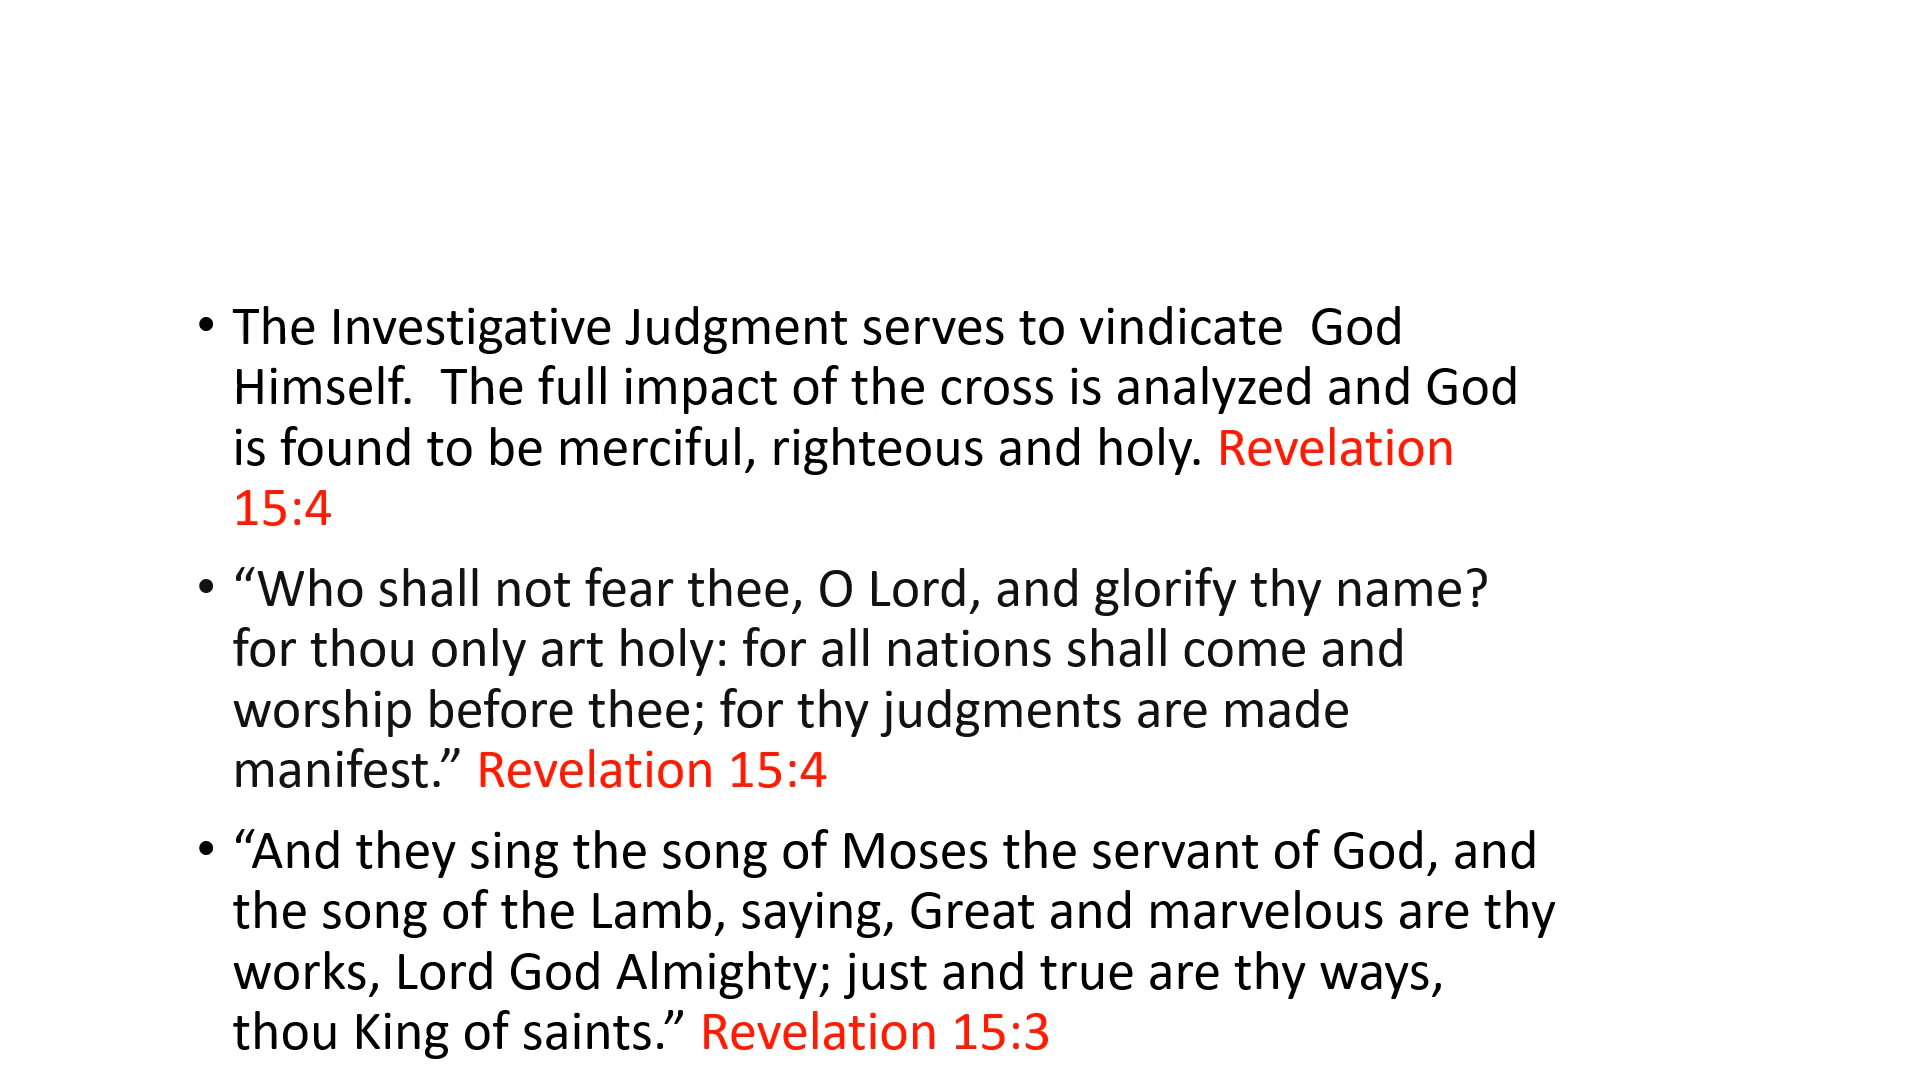 • The Investigative Judgment serves to vindicate  God
Himself.  The full impact of the cross is analyzed and God
is found to be merciful, righteous and holy. Revelation
15:4
• “Who shall not fear thee, O Lord, and glorify thy name?
for thou only art holy: for all nations shall come and
worship before thee; for thy judgments are made
manifest.” Revelation 15:4
• “And they sing the song of Moses the servant of God, and
the song of the Lamb, saying, Great and marvelous are thy
works, Lord God Almighty; just and true are thy ways,
thou King of saints.” Revelation 15:3